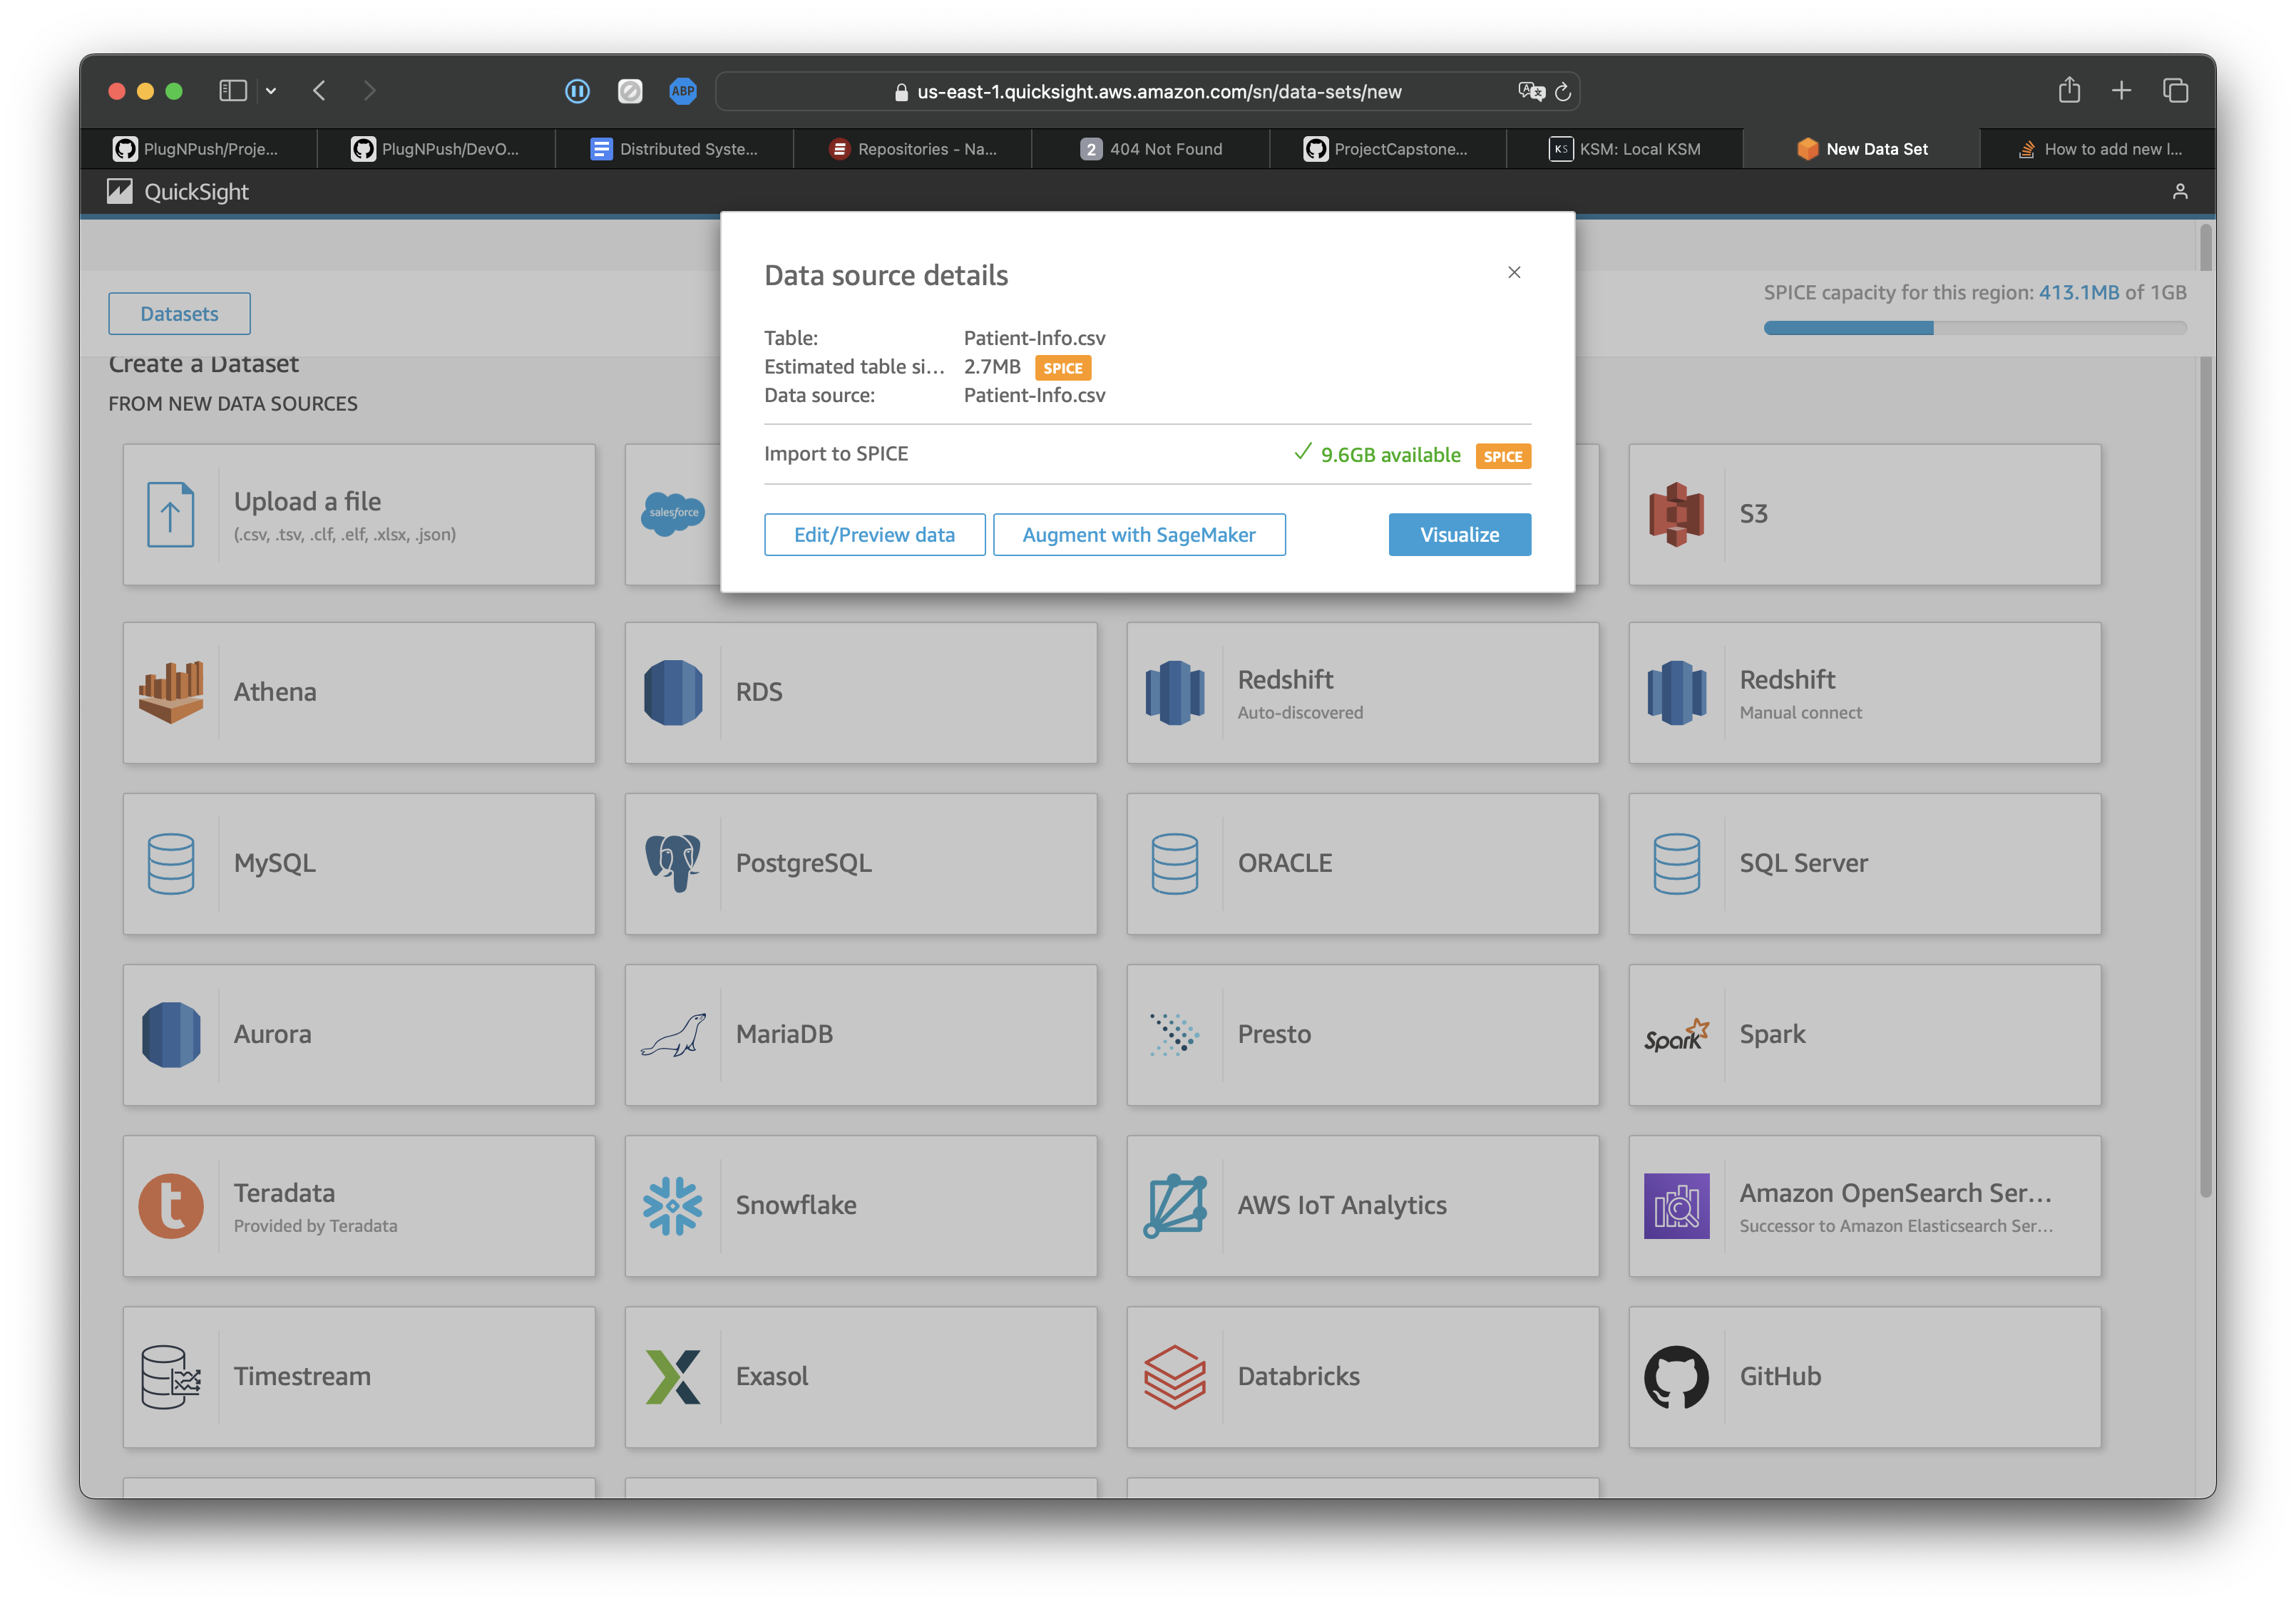 ABP
us-east-1.quicksight.aws.amazon.com/sn/data-sets/new
PlugNPush/Proje...
PlugNPush/DevO...
Distributed Syste...
Repositories - Na...
2 404 Not Found
ProjectCapstone...
KS KSM: Local KSM
New Data Set
How to add new l...
QuickSight
Data source details
Table: Patient-Info.csv
Estimated table si... 2.7MB SPICE
Data source: Patient-Info.csv
Import to SPICE 9.6GB available SPICE
Edit/Preview data
Augment with SageMaker
Visualize
Datasets
SPICE capacity for this region: 413.1MB of 1GB
Create a Dataset
FROM NEW DATA SOURCES
Upload a file
(.csv, .tsv, .clf, .elf, .xlsx, .json)
salesforce
S3
Athena
RDS
Redshift
Auto-discovered
Redshift
Manual connect
MySQL
PostgreSQL
ORACLE
SQL Server
Aurora
MariaDB
Presto
Spark
Spark
t
Teradata
Provided by Teradata
Snowflake
AWS IoT Analytics
Amazon OpenSearch Ser...
Successor to Amazon Elasticsearch Ser...
Timestream
Exasol
Databricks
GitHub